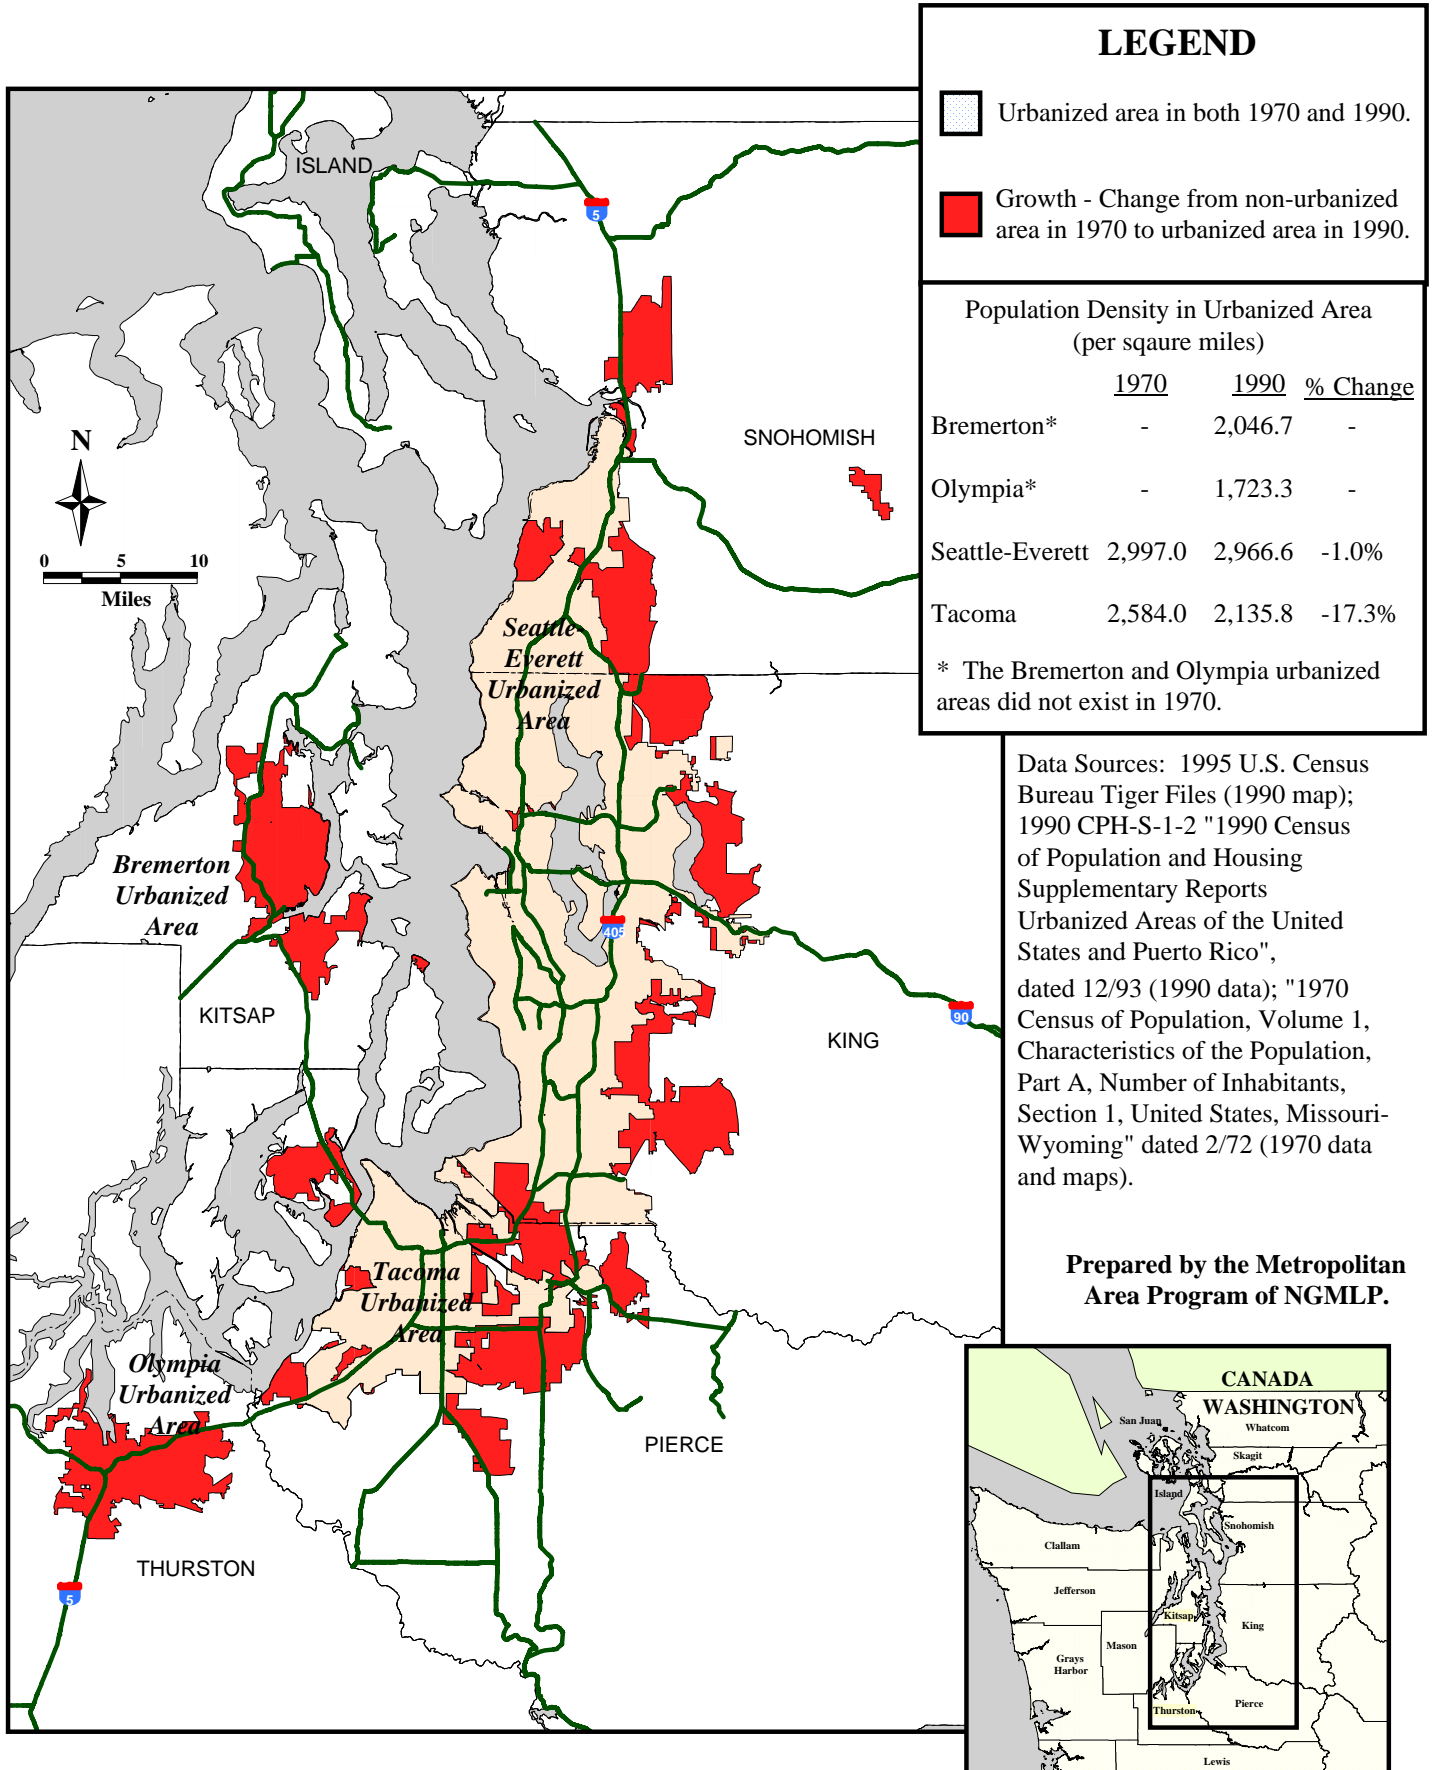 LEGEND
Urbanized area in both 1970 and 1990.
Growth - Change from non-urbanized
area in 1970 to urbanized area in 1990.
Population Density in Urbanized Area
(per sqaure miles)
1970 1990 % Change
Bremerton* - 2,046.7 -
Olympia* - 1,723.3 -
Seattle-Everett 2,997.0 2,966.6 -1.0%
Tacoma 2,584.0 2,135.8 -17.3%
* The Bremerton and Olympia urbanized
areas did not exist in 1970.
Data Sources: 1995 U.S. Census
Bureau Tiger Files (1990 map);
1990 CPH-S-1-2 "1990 Census
of Population and Housing
Supplementary Reports
Urbanized Areas of the United
States and Puerto Rico",
dated 12/93 (1990 data); "1970
Census of Population, Volume 1,
Characteristics of the Population,
Part A, Number of Inhabitants,
Section 1, United States, Missouri-
Wyoming" dated 2/72 (1970 data
and maps).
Prepared by the Metropolitan
Area Program of NGMLP.
ISLAND
5
SNOHOMISH
N
0 5 10
Miles
Seattle-
Everett
Urbanized
Area
Bremerton
Urbanized
Area
405
KITSAP
90
KING
Tacoma
Urbanized
Area
Olympia
Urbanized
Area
PIERCE
THURSTON
5
CANADA
WASHINGTON
San Juan
Whatcom
Skagit
Island
Snohomish
Clallam
Jefferson
Kitsap
King
Mason
Grays
Harbor
Pierce
Thurston
Lewis